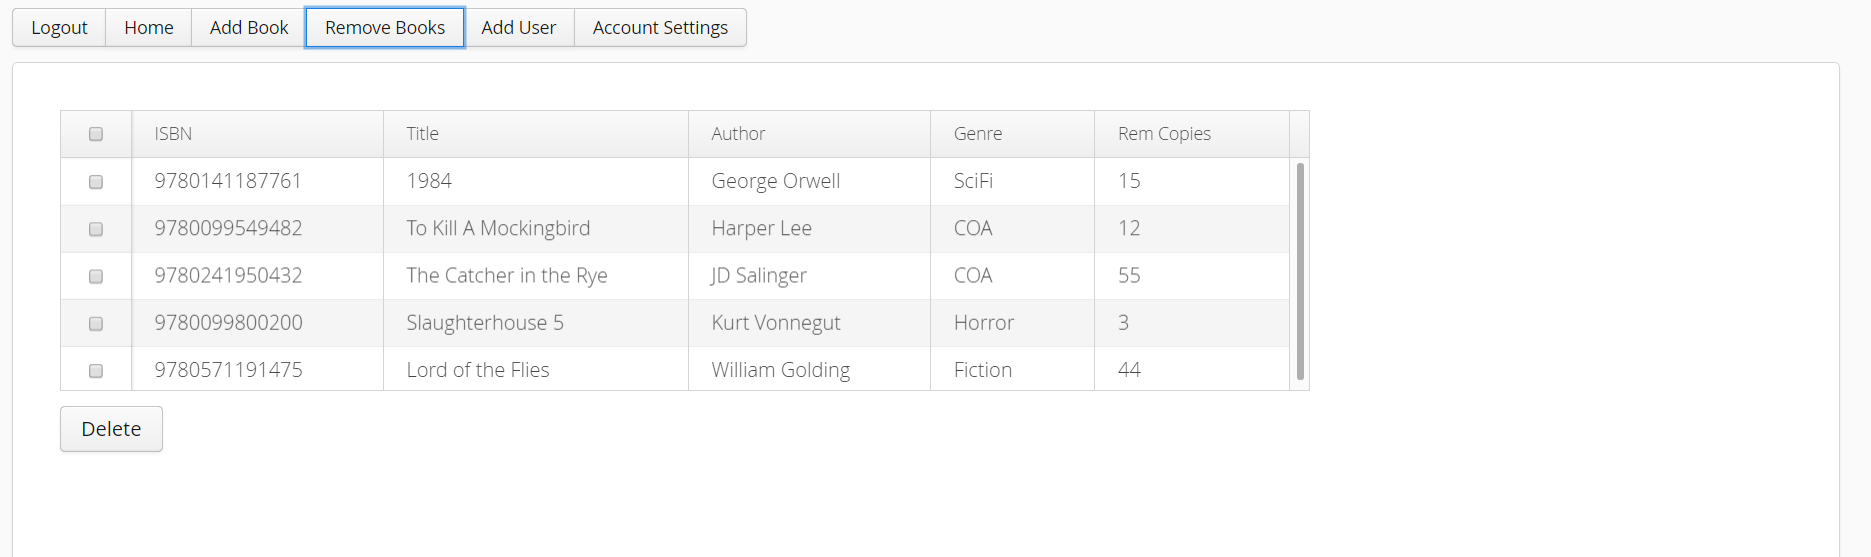 Logout Home Add Book Remove Books Add User Account Settings
ISBN Title Author Genre Rem Copies
9780141187761 1984 George Orwell SciFi 15
9780099549482 To Kill A Mockingbird Harper Lee COA 12
9780241950432 The Catcher in the Rye JD Salinger COA 55
9780099800200 Slaughterhouse 5 Kurt Vonnegut Horror 3
9780571191475 Lord of the Flies William Golding Fiction 44
Delete